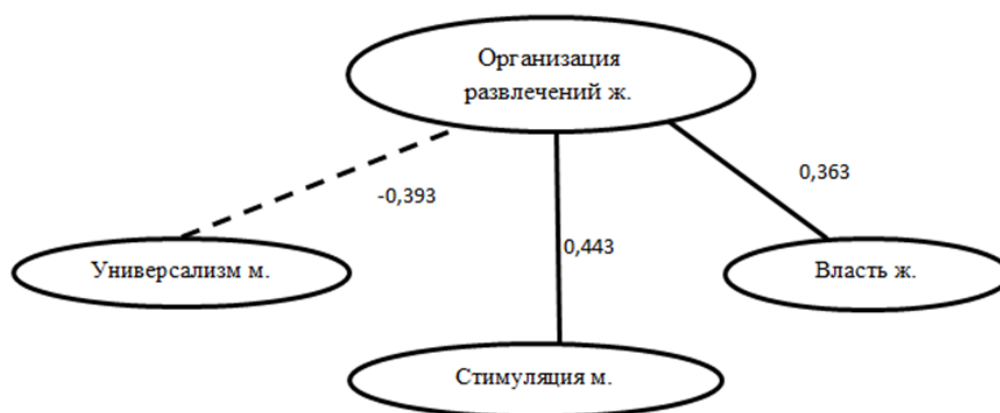 Организация
развлечений ж.
-0,393
0,363
0,443
Универсализм м.
Власть ж.
Стимуляция м.